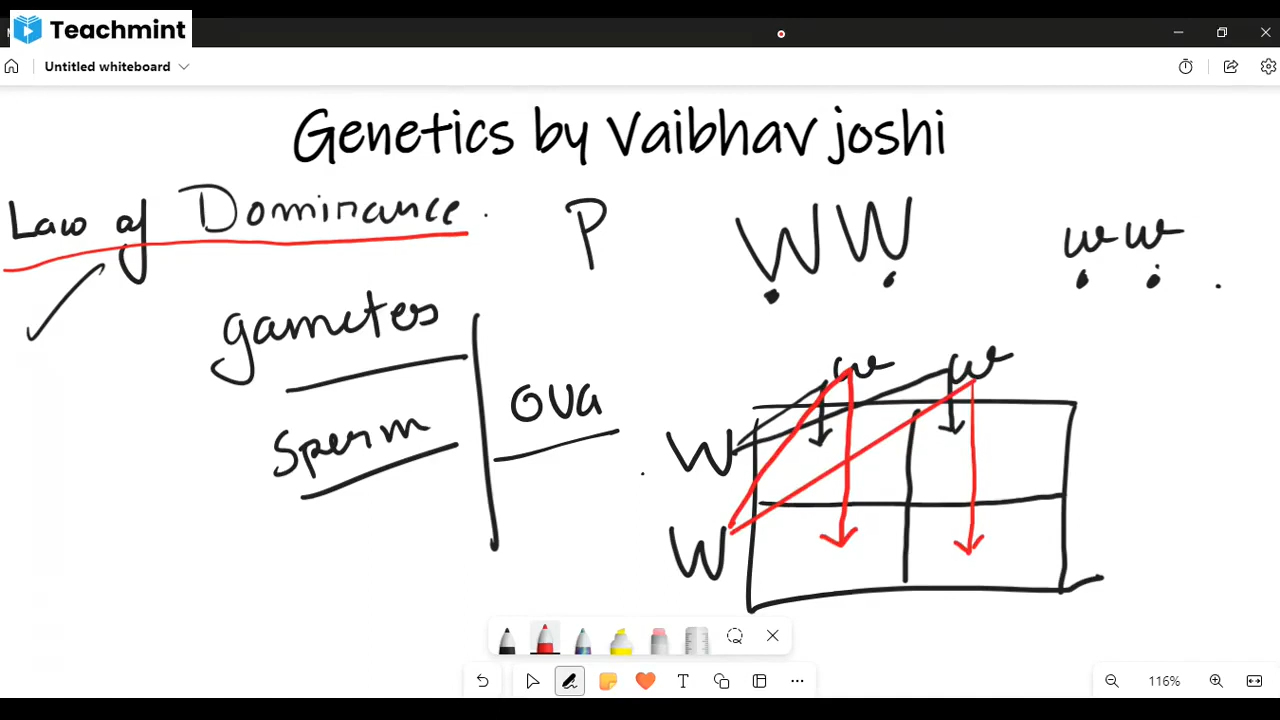 Teachmint
Untitled whiteboard
Genetics by Vaibhav joshi
Law of Dominance.
P
WW
ww
gametes
Sperm
ova
w w
W
W
116%